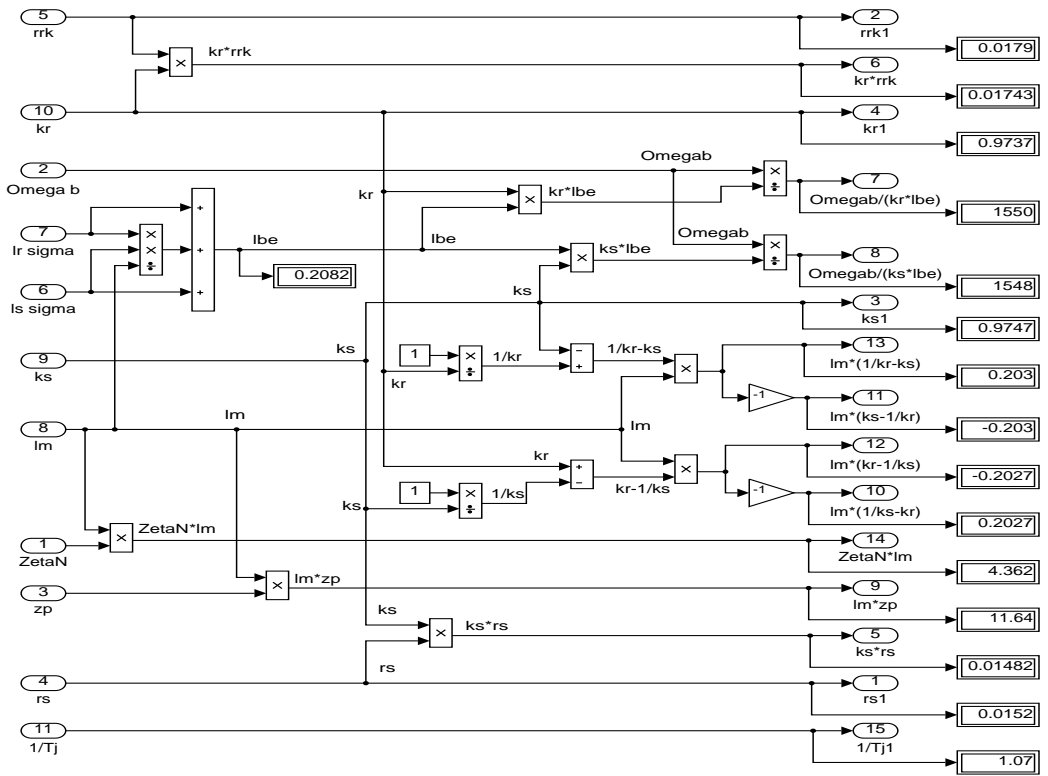 5
rrk
kr*rrk
2
rrk1
0.0179
6
kr*rrk
0.01743
10
kr
4
kr1
0.9737
2
Omega b
Omegab
kr
kr*lbe
7
Omegab/(kr*lbe)
1550
7
lr sigma
lbe
lbe
Omegab
ks*lbe
8
Omegab/(ks*lbe)
0.2082
1548
6
ls sigma
ks
3
ks1
0.9747
9
ks
ks
1
1/kr
kr
1/kr-ks
13
lm*(1/kr-ks)
0.203
-1
11
lm*(ks-1/kr)
-0.203
8
lm
lm
lm
12
lm*(kr-1/ks)
-0.2027
kr
1
1/ks
ks
kr-1/ks
-1
10
lm*(1/ks-kr)
0.2027
1
ZetaN
ZetaN*lm
14
ZetaN*lm
4.362
3
zp
lm*zp
9
lm*zp
11.64
ks
ks*rs
rs
5
ks*rs
0.01482
4
rs
1
rs1
0.0152
11
1/Tj
15
1/Tj1
1.07